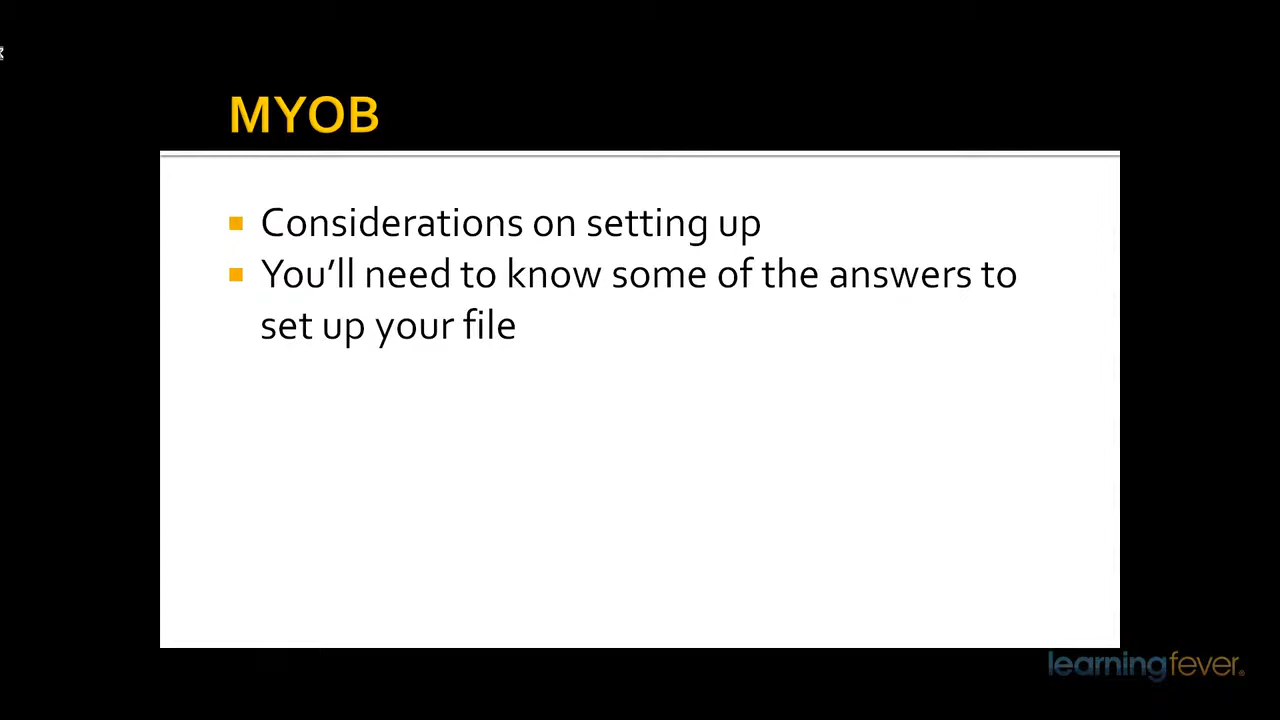 MYOB
Considerations on setting up
You’ll need to know some of the answers to
set up your file
learningfever.